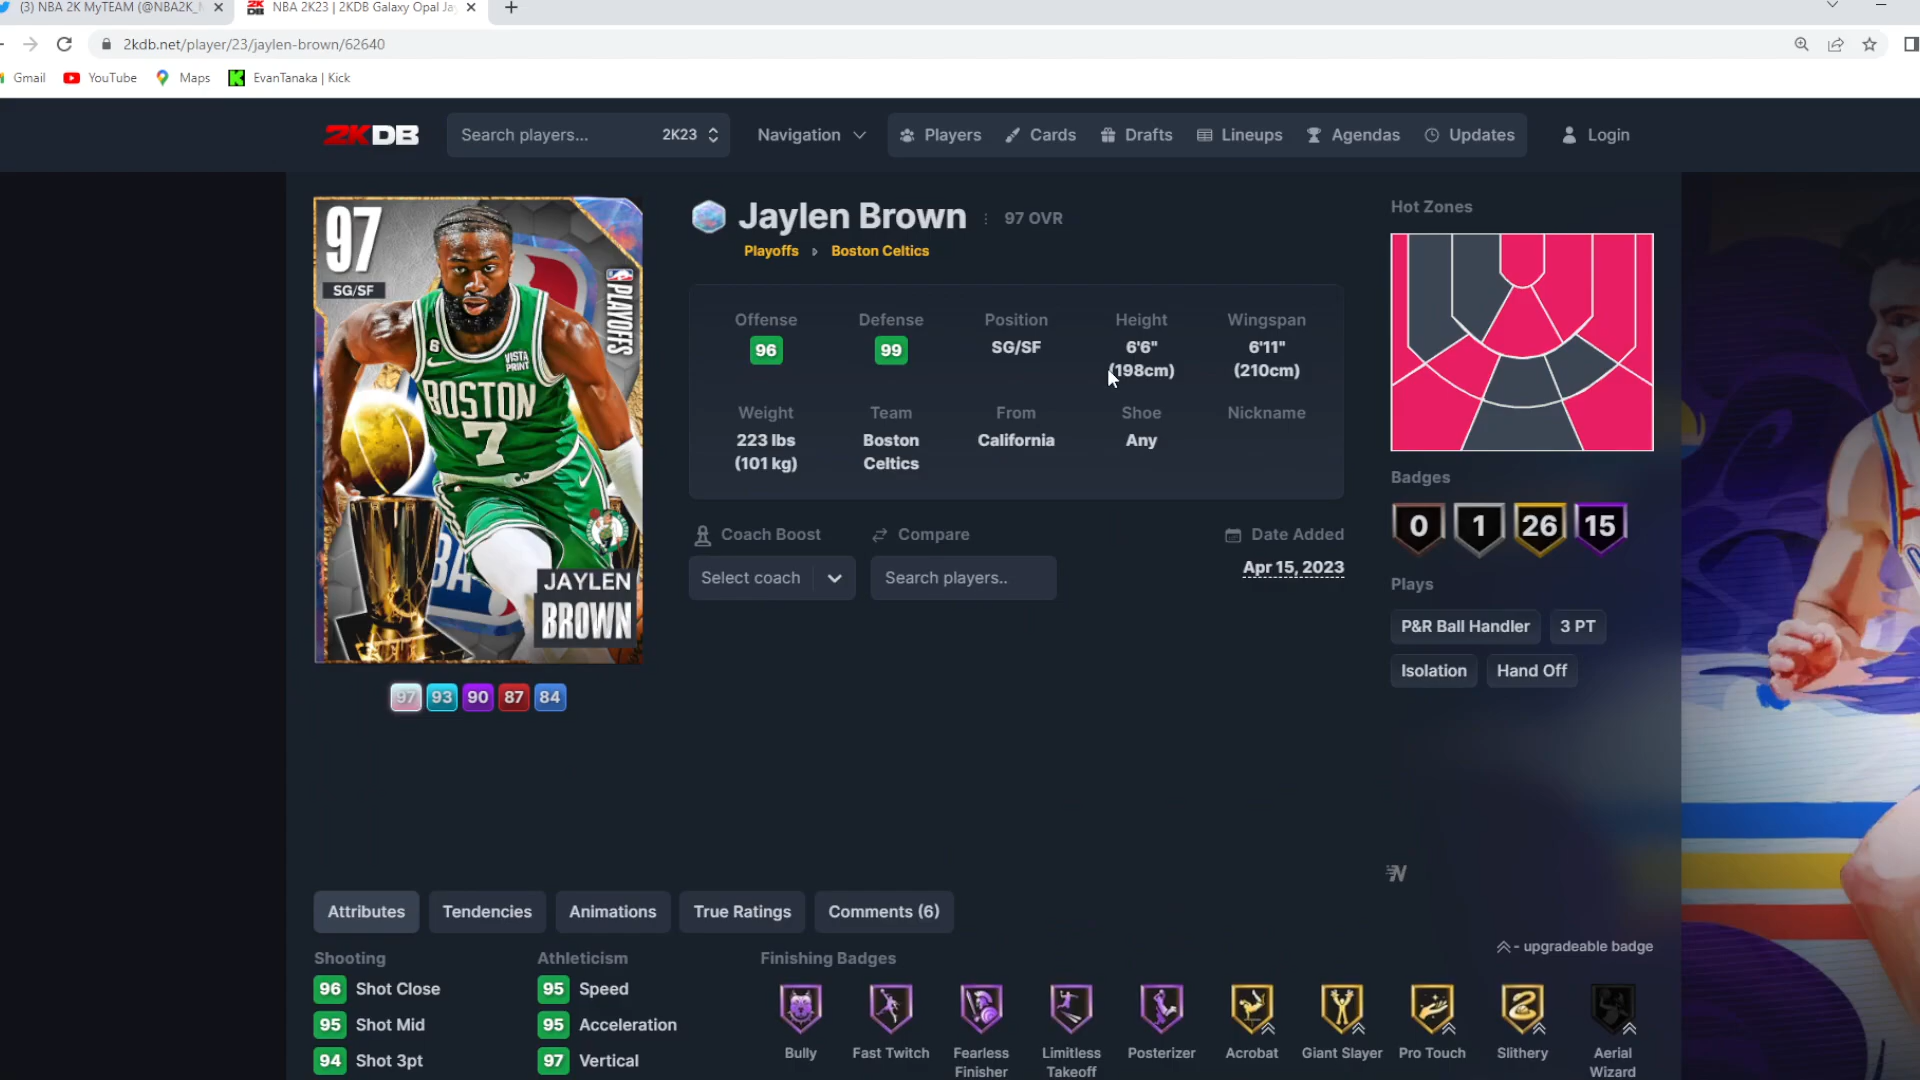 (3) NBA 2K MyTEAM (@NBA2K_
NBA 2K23 | 2KDB Galaxy Opal Ja
2kdb.net/player/23/jaylen-brown/62640
Gmail
YouTube
Maps
EvanTanaka | Kick
2KDB
Search players...
2K23
Navigation
Players
Cards
Drafts
Lineups
Agendas
Updates
Login
97
SG/SF
PLAYOFFS
6
VISTA
PRINT
BOSTON
7
JAYLEN
BROWN
97
93
90
87
84
Jaylen Brown
97 OVR
Playoffs
Boston Celtics
Offense
96
Defense
99
Position
SG/SF
Height
6'6"
(198cm)
Wingspan
6'11"
(210cm)
Weight
223 lbs
(101 kg)
Team
Boston
Celtics
From
California
Shoe
Any
Nickname
Coach Boost
Select coach
Compare
Search players..
Date Added
Apr 15, 2023
Hot Zones
Badges
0
1
26
15
Plays
P&R Ball Handler
3 PT
Isolation
Hand Off
Attributes
Tendencies
Animations
True Ratings
Comments (6)
- upgradeable badge
Shooting
96 Shot Close
95 Shot Mid
94 Shot 3pt
Athleticism
95 Speed
95 Acceleration
97 Vertical
Finishing Badges
Bully
Fast Twitch
Fearless
Finisher
Limitless
Takeoff
Posterizer
Acrobat
Giant Slayer
Pro Touch
Slithery
Aerial
Wizard